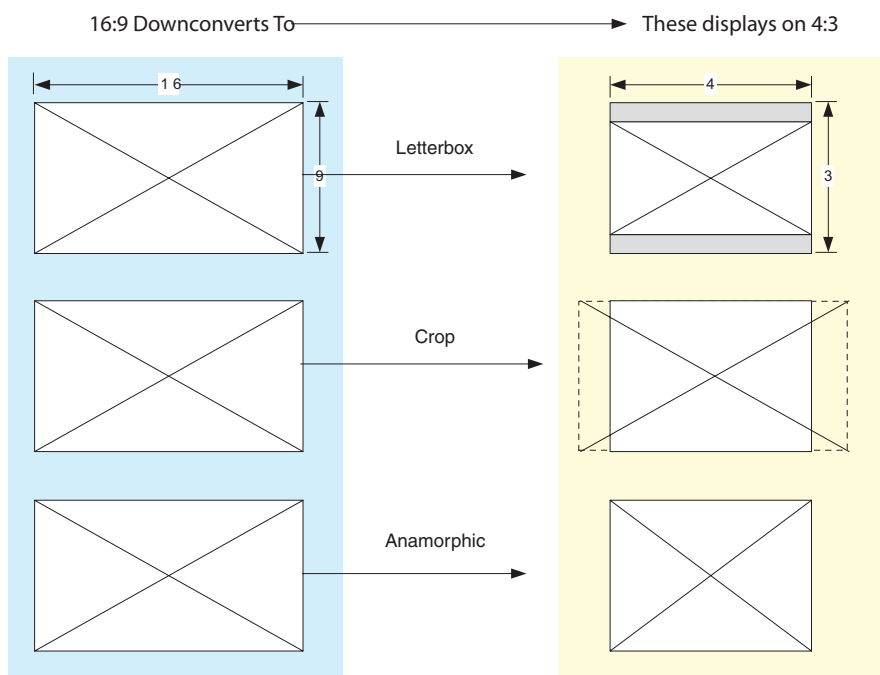 16:9 Downconverts To
These displays on 4:3
1 6
4
Letterbox
9
3
Crop
Anamorphic